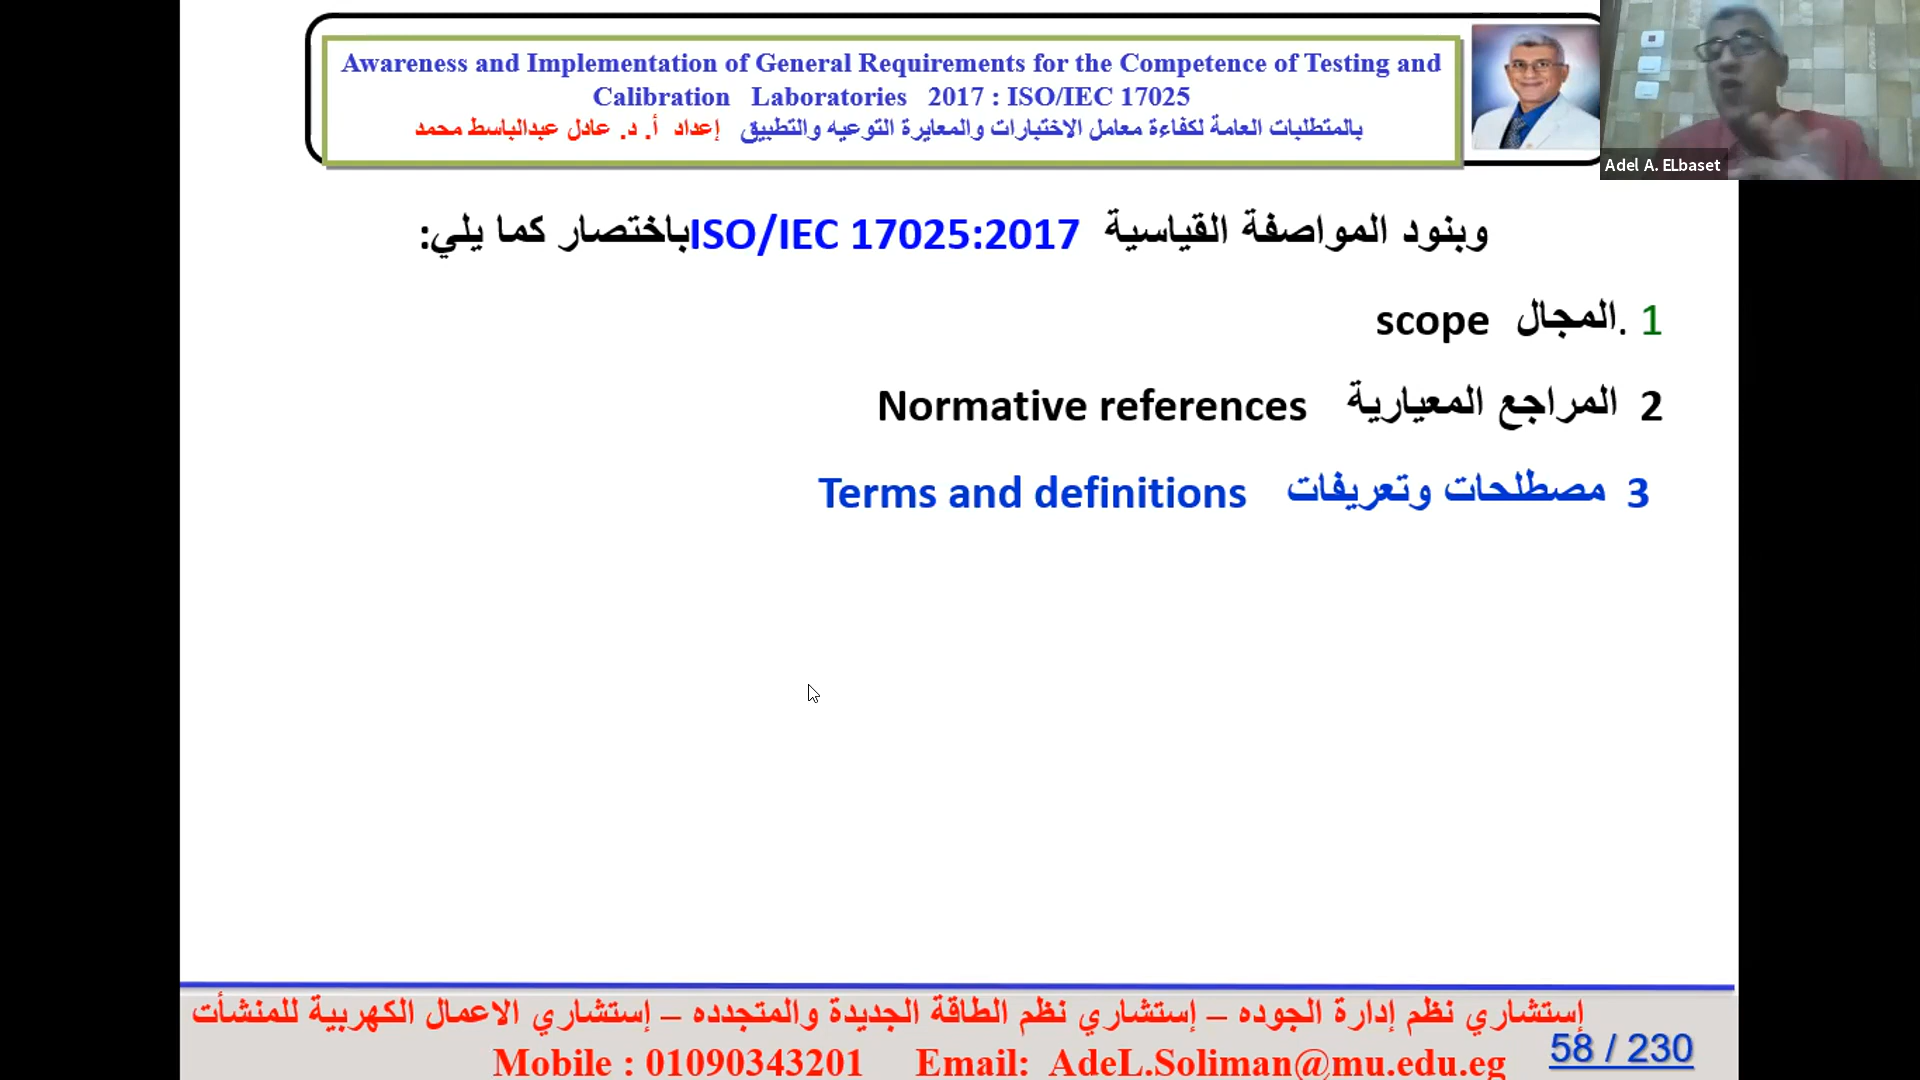 Awareness and Implementation of General Requirements for the Competence of Testing and
Calibration Laboratories 2017 : ISO/IEC 17025
بالمتطلبات العامة لكفاءة معامل الاختبارات والمعايرة التوعيه والتطبيق إعداد أ. د. عادل عبدالباسط محمد
Adel A. ELbaset
وبنود المواصفة القياسية ISO/IEC 17025:2017 باختصار كما يلي:
1 .المجال scope
2 المراجع المعيارية Normative references
3 مصطلحات وتعريفات Terms and definitions
إستشاري نظم إدارة الجوده – إستشاري نظم الطاقة الجديدة والمتجدده – إستشاري الاعمال الكهربية للمنشأت
Mobile : 01090343201 Email: AdeL.Soliman@mu.edu.eg
58 / 230